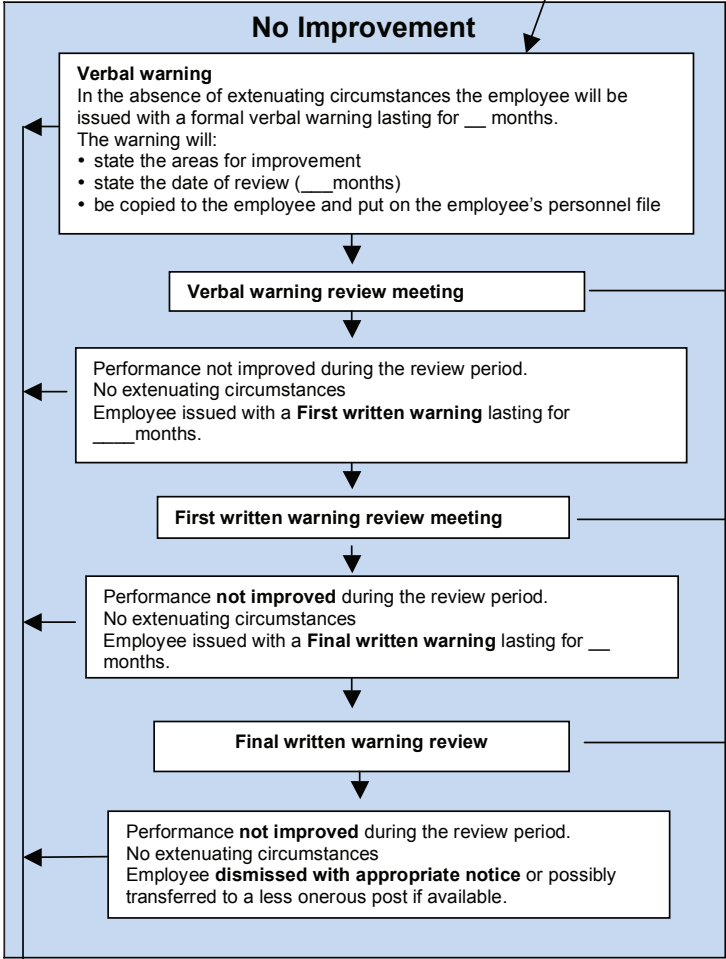 No Improvement
Verbal warning
In the absence of extenuating circumstances the employee will be
issued with a formal verbal warning lasting for __ months.
The warning will:
• state the areas for improvement
• state the date of review (___months)
• be copied to the employee and put on the employee's personnel file
Verbal warning review meeting
Performance not improved during the review period.
No extenuating circumstances
Employee issued with a First written warning lasting for
____months.
First written warning review meeting
Performance not improved during the review period.
No extenuating circumstances
Employee issued with a Final written warning lasting for __
months.
Final written warning review
Performance not improved during the review period.
No extenuating circumstances
Employee dismissed with appropriate notice or possibly
transferred to a less onerous post if available.